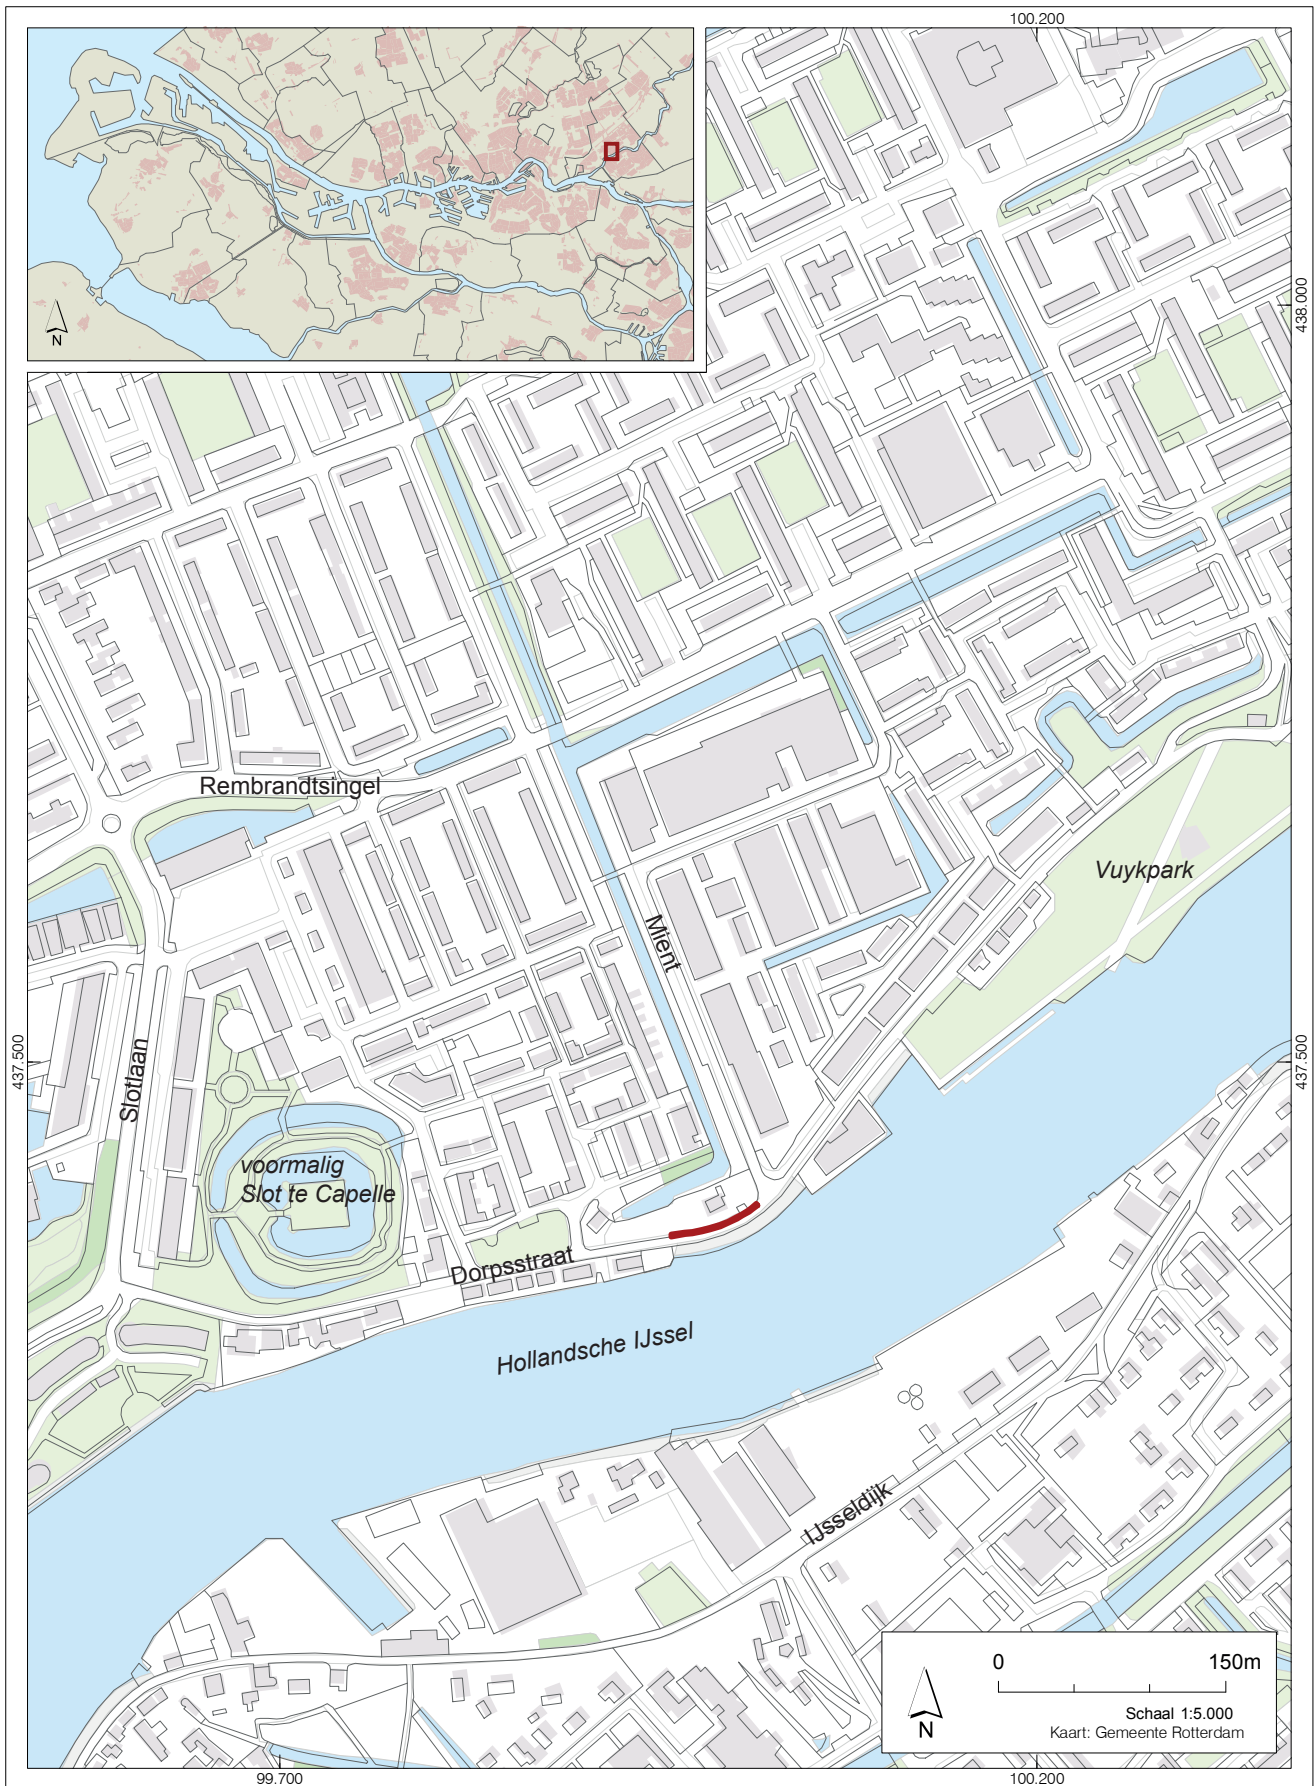 100.200
N
438.000
Rembrandtsingel
Vuykpark
Mient
437.500
437.500
Slotlaan
voormalig
Slot te Capelle
Dorpsstraat
Hollandsche IJssel
IJsseldijk
0 150m
Schaal 1:5.000
Kaart: Gemeente Rotterdam
N
99.700
100.200